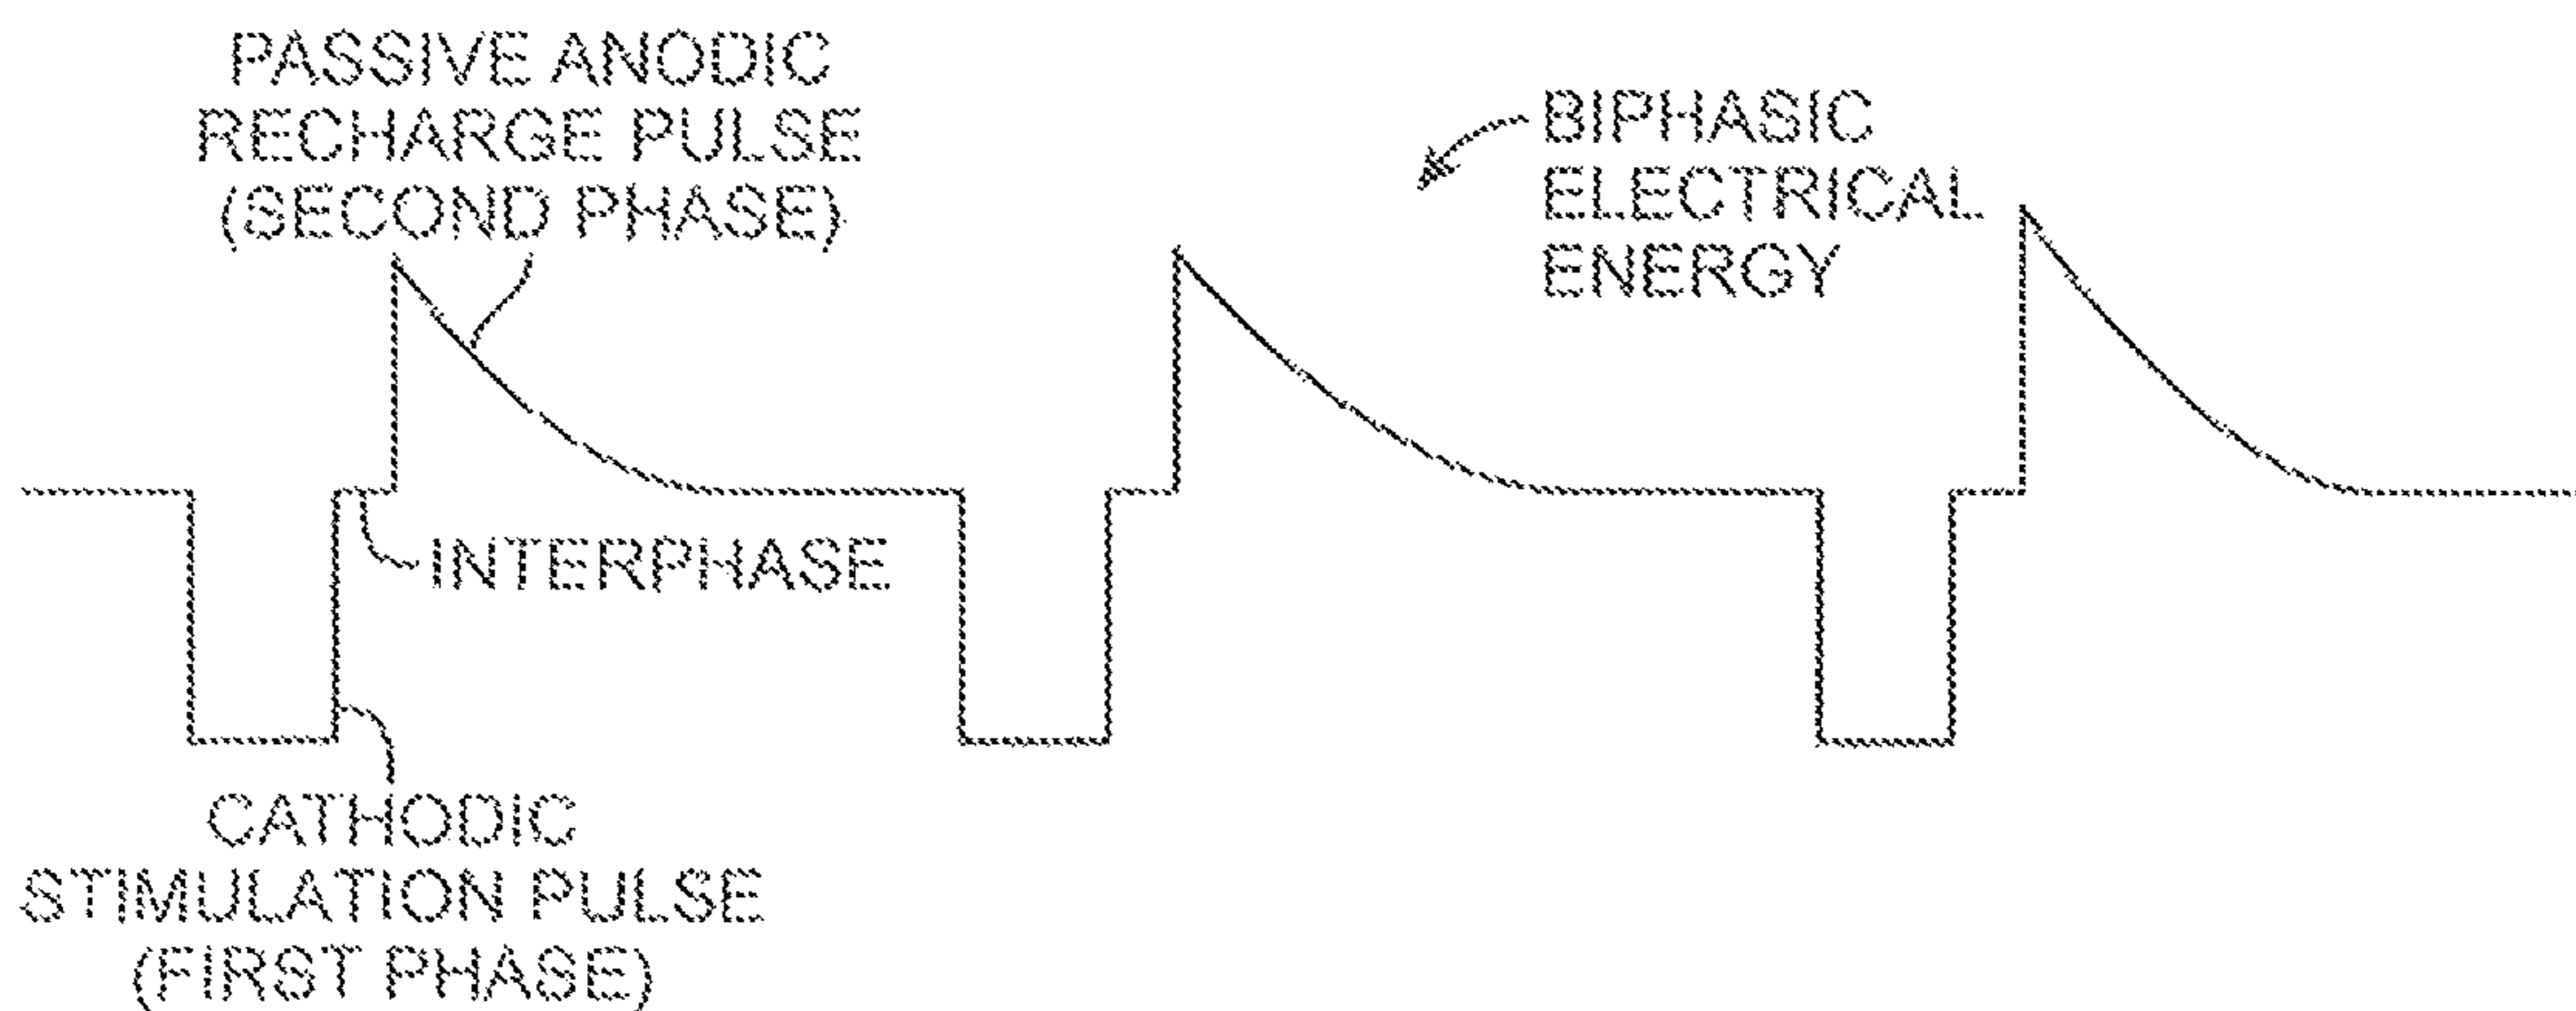 PASSIVE ANODIC
RECHARGE PULSE
(SECOND PHASE)
BIPHASIC
ELECTRICAL
ENERGY
INTERPHASE
CATHODIC
STIMULATION PULSE
(FIRST PHASE)